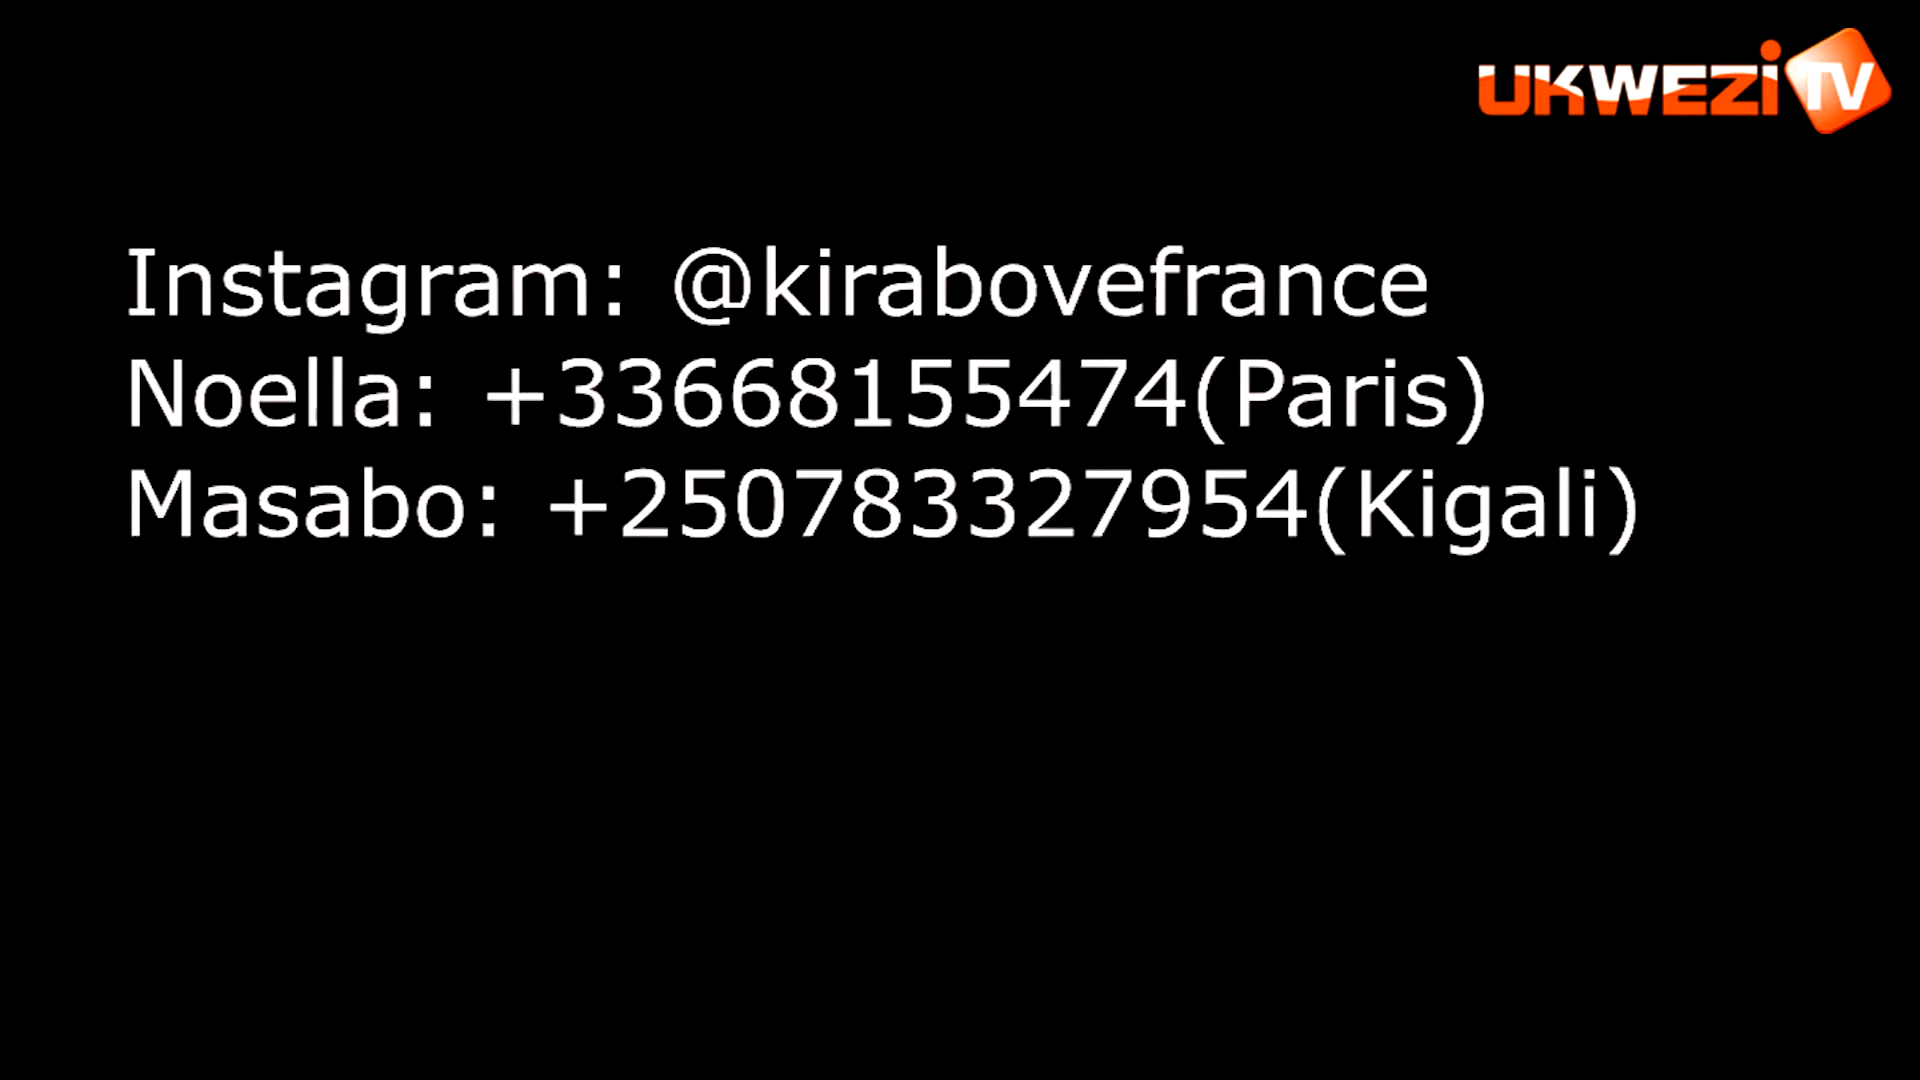 UKWEZI TV
Instagram: @kirabovefrance
Noella: +33668155474(Paris)
Masabo: +250783327954(Kigali)